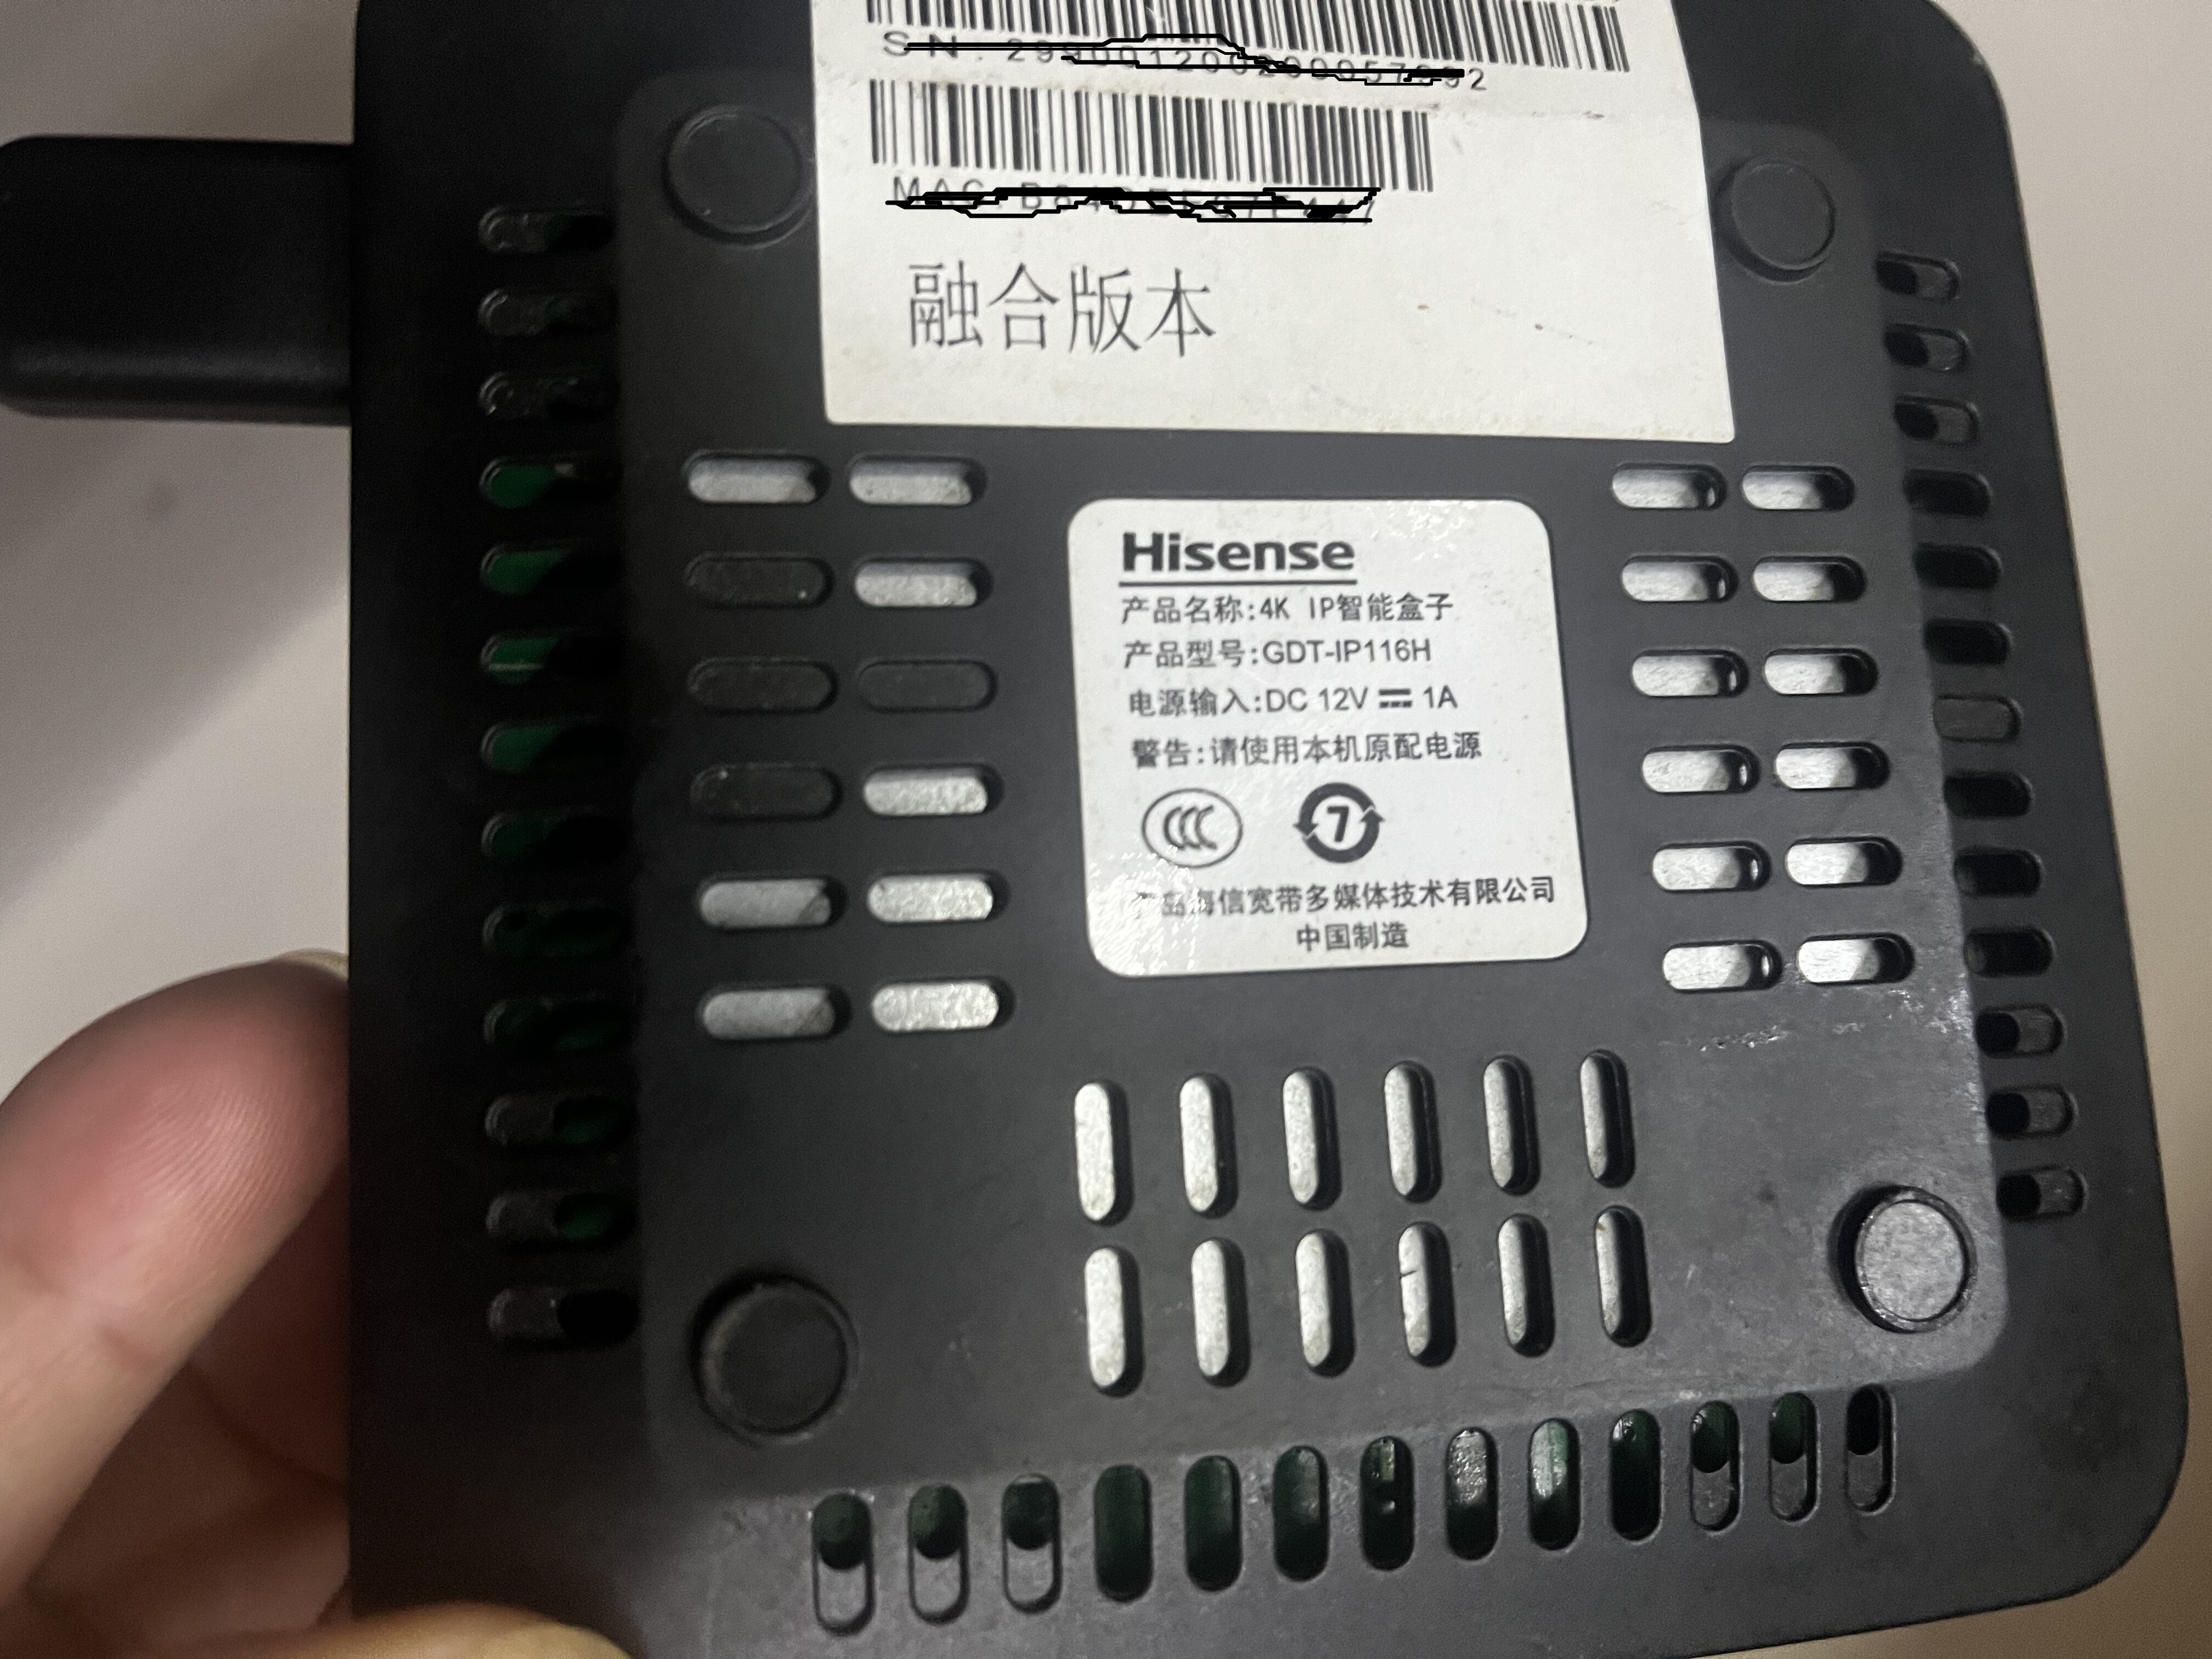 融合版本
Hisense
产品名称:4K IP智能盒子
产品型号:GDT-IP116H
电源输入:DC 12V ⎓ 1A
警告:请使用本机原配电源
CCC 7
岛海信宽带多媒体技术有限公司
中国制造